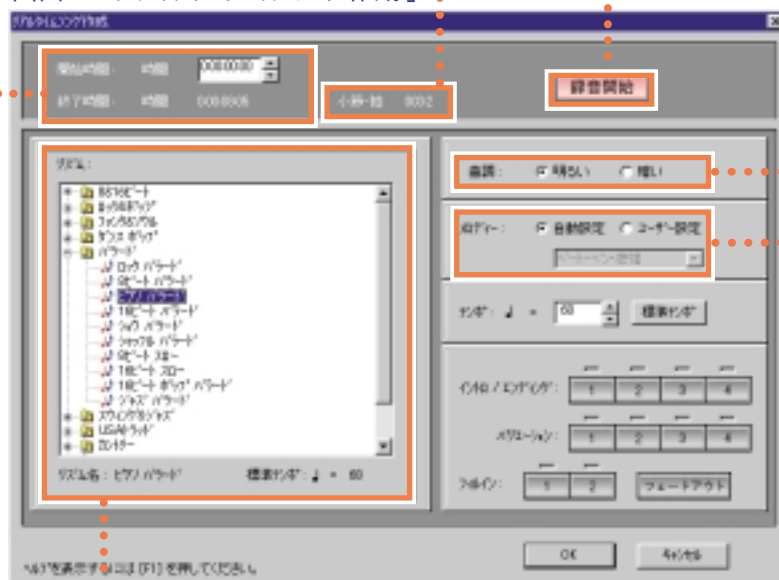 リアルタイムソング作成
開始時間: 時間
終了時間: 時間
小節-拍 0002
録音開始
リズム:
8&16ビート
ロック&ポップ
ファンク&ソウル
ダンス ポップ
バラード
ロック バラード
8ビート バラード
ピアノ バラード
16ビート バラード
スロウ バラード
シャッフル バラード
8ビート スロー
16ビート スロー
16ビート ポップ バラード
ジャズ バラード
スウィング&ジャズ
USAトラッド
カントリー
リズム名: ピアノ バラード 標準テンポ: ♩ = 60
曲調: 明るい 暗い
メロディー: 自動設定 ユーザー設定
テンポ: ♩ = 60 標準テンポ
イントロ / エンディング: 1 2 3 4
バリエーション: 1 2 3 4
フィルイン: 1 2 フェードアウト
ヘルプを表示するには [F1] を押してください。
OK キャンセル